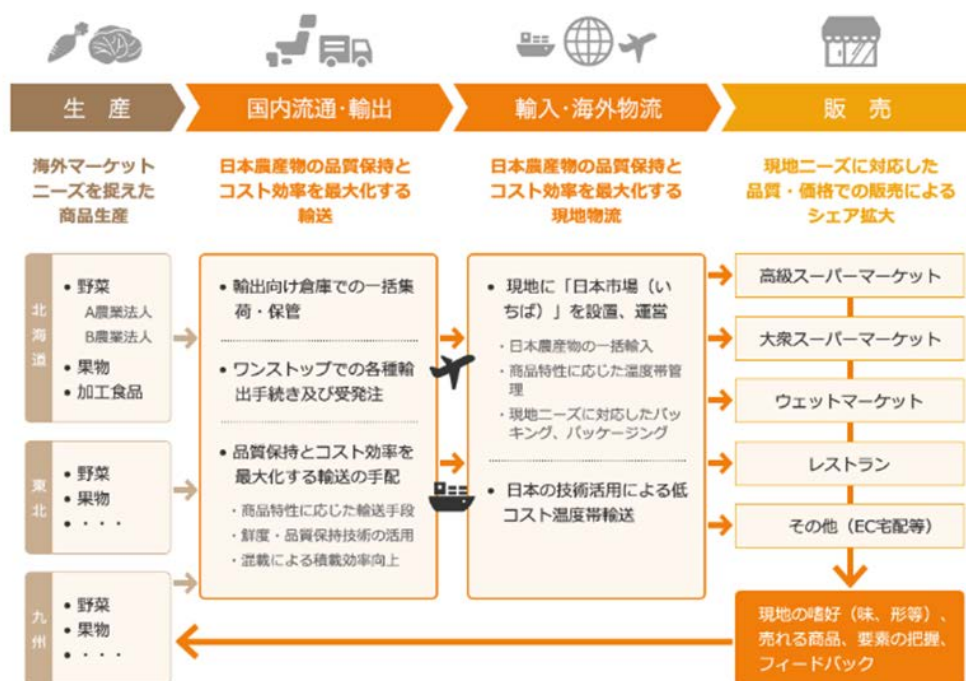 生 産
国内流通・輸出
輸入・海外物流
販 売
海外マーケット
ニーズを捉えた
商品生産
日本農産物の品質保持と
コスト効率を最大化する
輸送
日本農産物の品質保持と
コスト効率を最大化する
現地物流
現地ニーズに対応した
品質・価格での販売による
シェア拡大
北海道
• 野菜
A農業法人
B農業法人
• 果物
• 加工食品
東北
• 野菜
• 果物
• ・・・・
九州
• 野菜
• 果物
• ・・・・
• 輸出向け倉庫での一括集
荷・保管
• ワンストップでの各種輸
出手続き及び受発注
• 品質保持とコスト効率を
最大化する輸送の手配
・商品特性に応じた輸送手段
・鮮度・品質保持技術の活用
・混載による積載効率向上
• 現地に「日本市場（い
ちば）」を設置、運営
・日本農産物の一括輸入
・商品特性に応じた温度帯管
理
・現地ニーズに対応したパッ
キング、パッケージング
• 日本の技術活用による低
コスト温度帯輸送
高級スーパーマーケット
大衆スーパーマーケット
ウェットマーケット
レストラン
その他（EC宅配等）
現地の嗜好（味、形等）、
売れる商品、要素の把握、
フィードバック